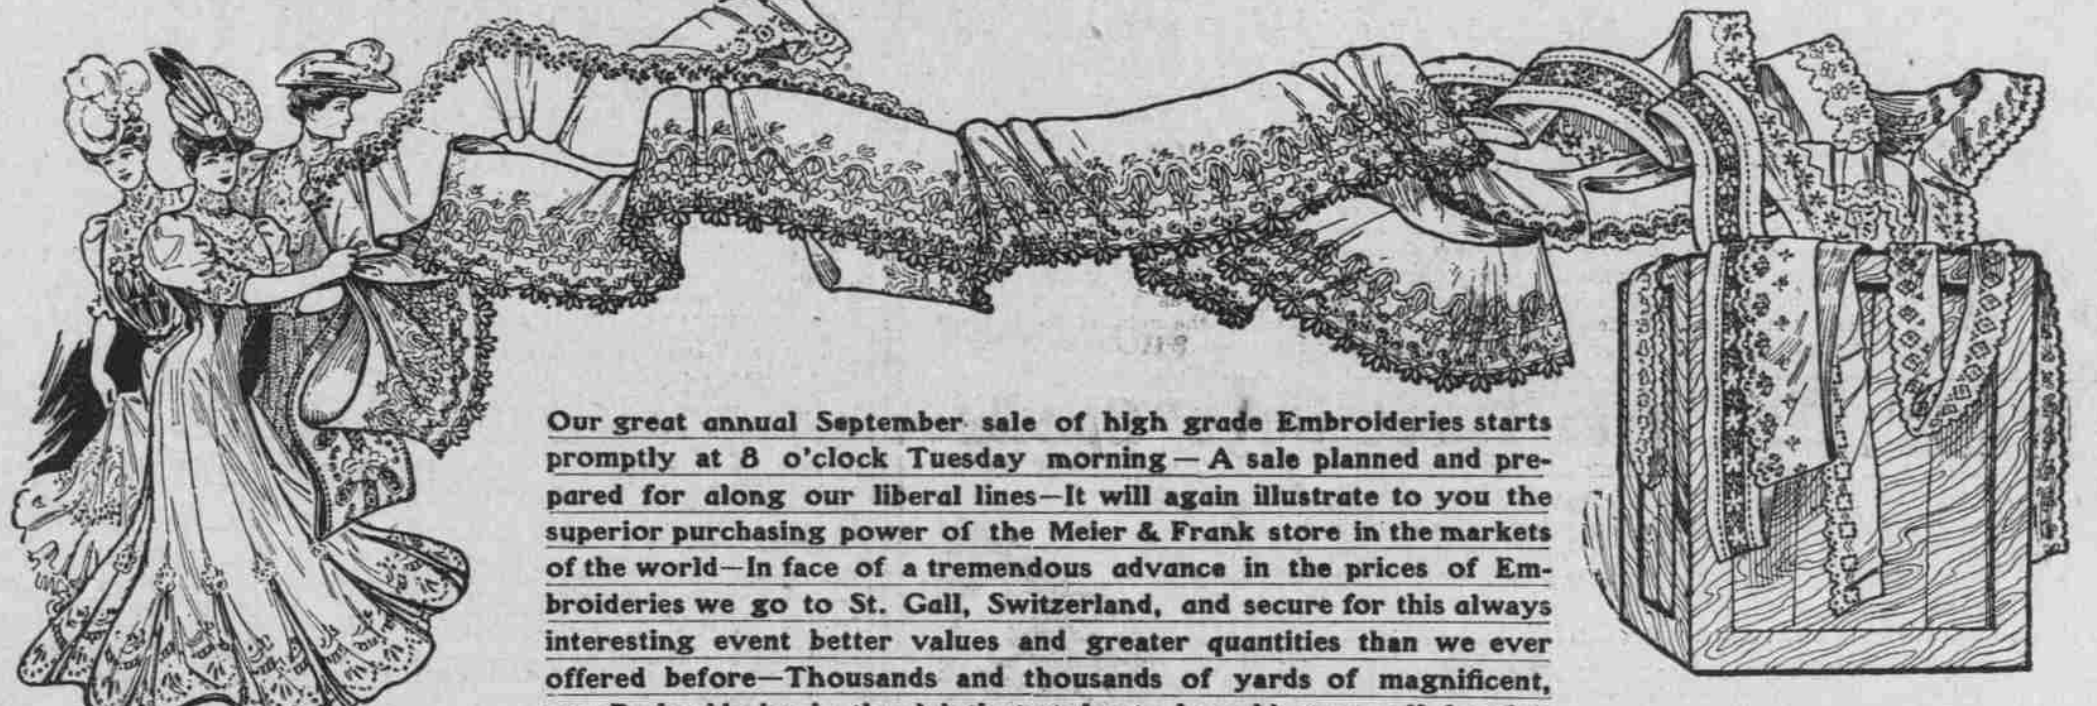 Our great annual September sale of high grade Embroideries starts
promptly at 8 o'clock Tuesday morning — A sale planned and pre-
pared for along our liberal lines—It will again illustrate to you the
superior purchasing power of the Meier & Frank store in the markets
of the world—In face of a tremendous advance in the prices of Em-
broideries we go to St. Gall, Switzerland, and secure for this always
interesting event better values and greater quantities than we ever
offered before—Thousands and thousands of yards of magnificent,